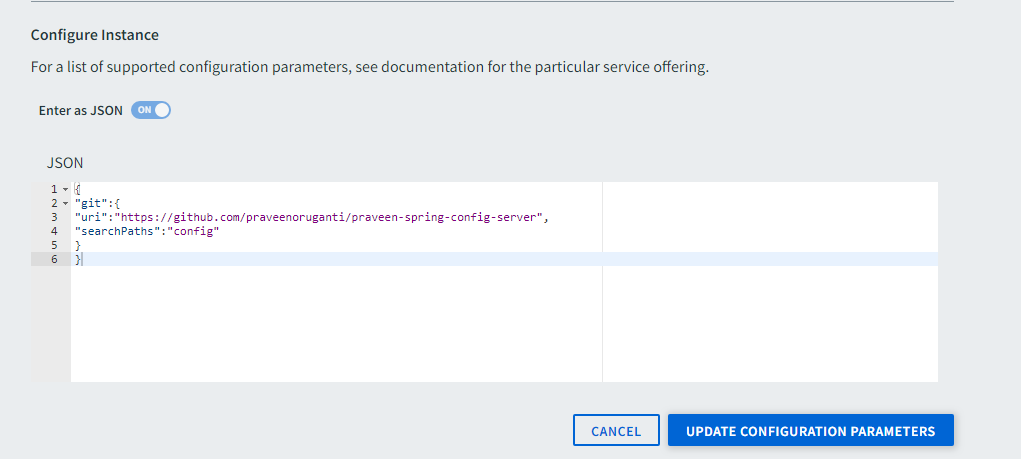 Configure Instance
For a list of supported configuration parameters, see documentation for the particular service offering.
Enter as JSON ON
JSON
1 {
2 "git":{
3 "uri":"https://github.com/praveenoruganti/praveen-spring-config-server",
4 "searchPaths":"config"
5 }
6 }
CANCEL UPDATE CONFIGURATION PARAMETERS